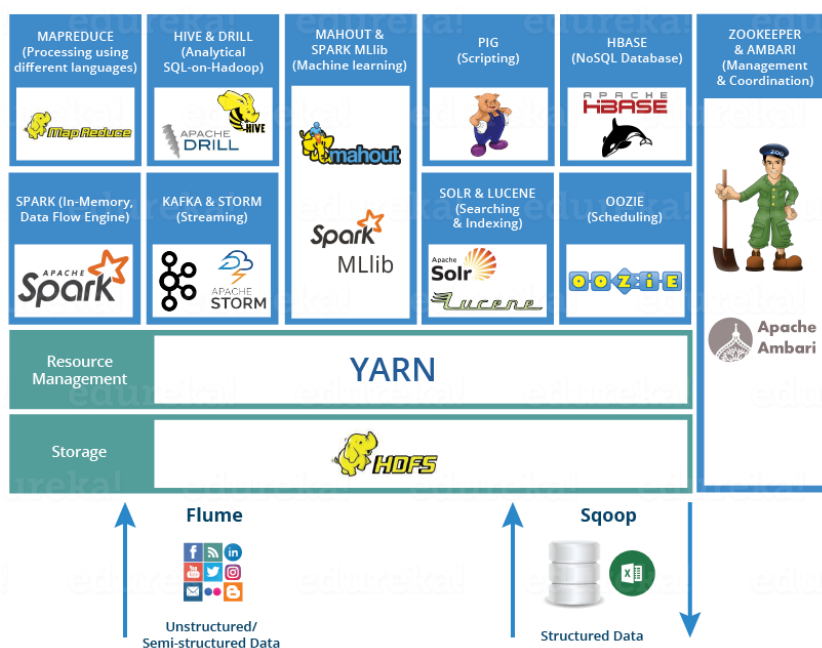 MAPREDUCE
(Processing using
different languages)
Map Reduce
HIVE & DRILL
(Analytical
SQL-on-Hadoop)
HIVE
APACHE
DRILL
MAHOUT &
SPARK MLlib
(Machine learning)
mahout
Spark
MLlib
PIG
(Scripting)
HBASE
(NoSQL Database)
APACHE
HBASE
ZOOKEEPER
& AMBARI
(Management
& Coordination)
ZOO
Apache
Ambari
SPARK (In-Memory,
Data Flow Engine)
APACHE
Spark
KAFKA & STORM
(Streaming)
APACHE
STORM
SOLR & LUCENE
(Searching
& Indexing)
Apache
Solr
Lucene
OOZIE
(Scheduling)
OOZIE
Resource
Management
YARN
Storage
HDFS
edureka!
Flume
Unstructured/
Semi-structured Data
Sqoop
Structured Data